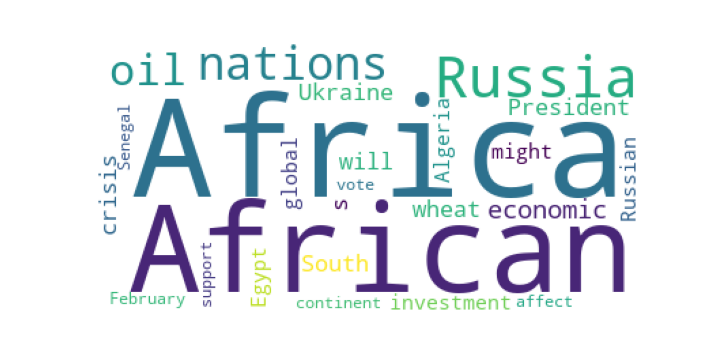 oil nations Russia
Ukraine
President
Africa
Senegal
Algeria
might
will
global
crisis
vote
s
Russian
wheat economic
African
South
Egypt
support
February
continent investment affect